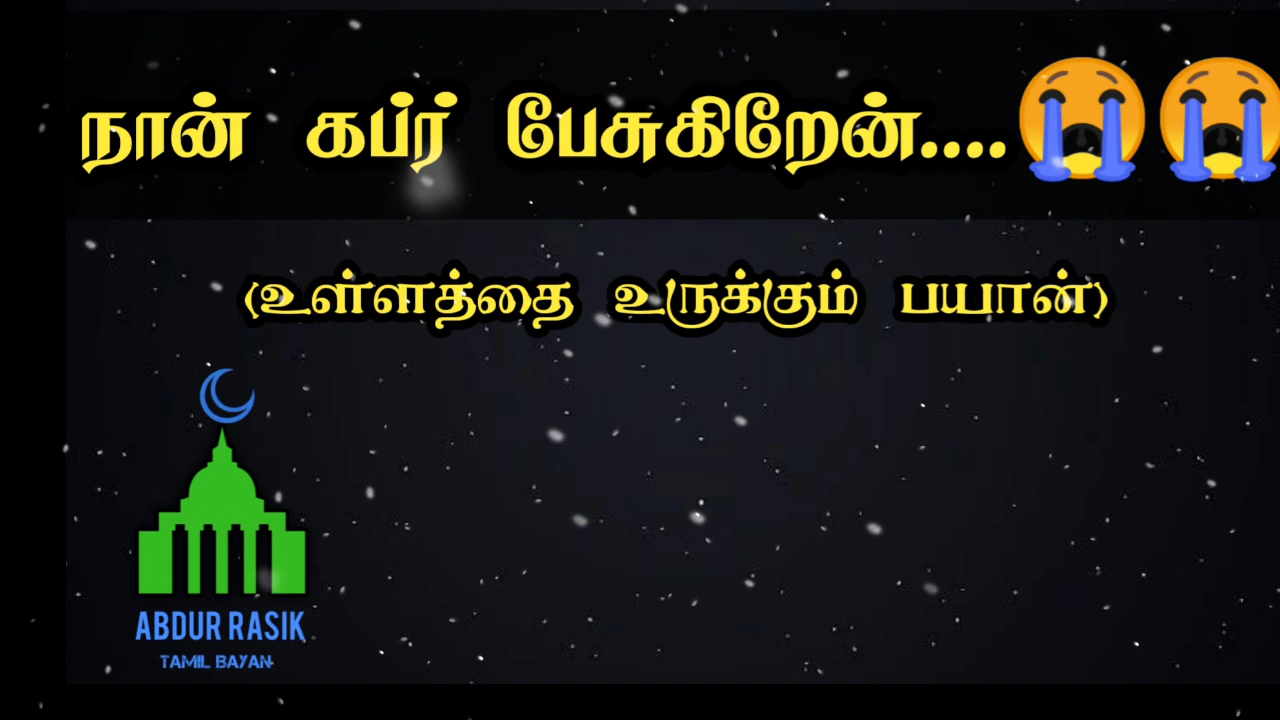 நான் கப்ர் பேசுகிறேன்....😭😭
(உள்ளத்தை உருக்கும் பயான்)
ABDUR RASIK
TAMIL BAYAN